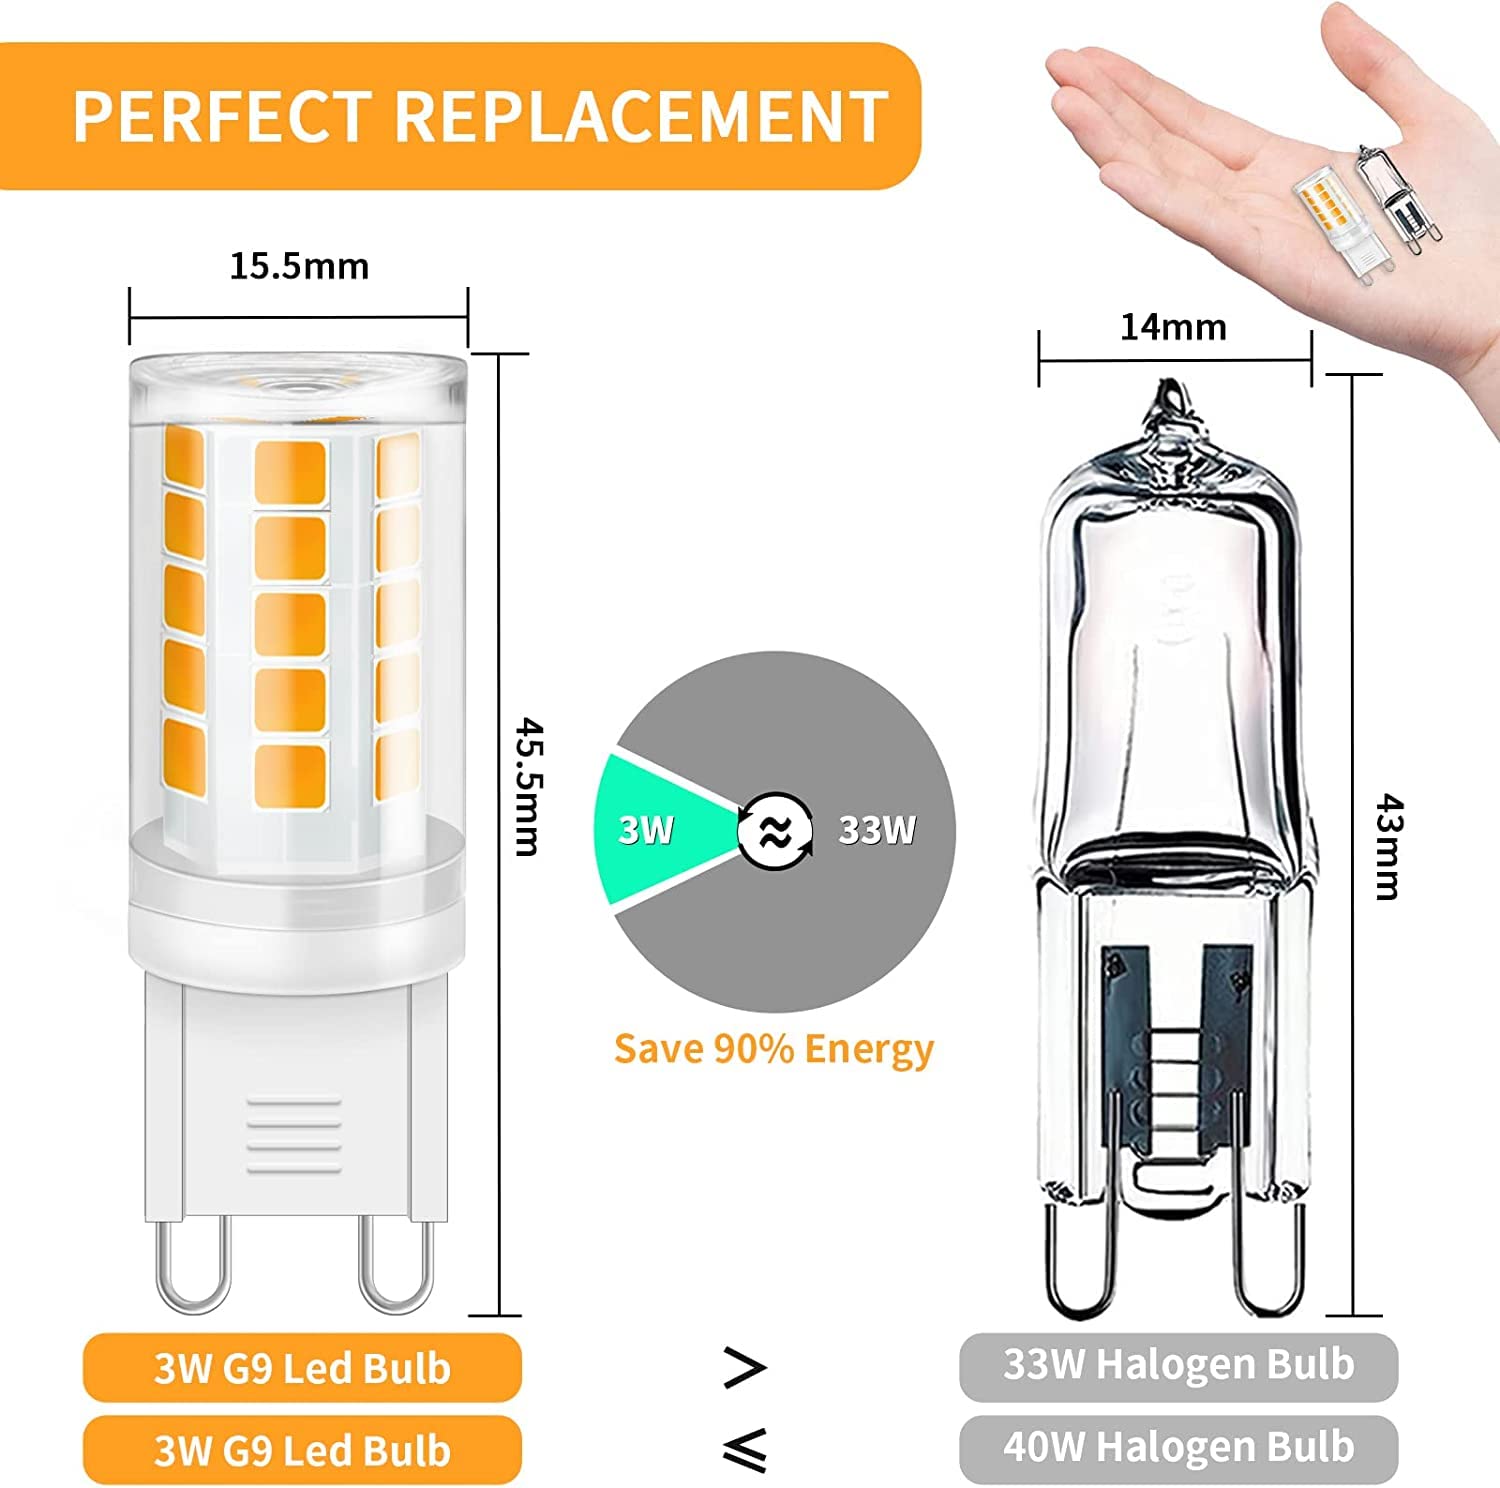 PERFECT REPLACEMENT
15.5mm
14mm
45.5mm
43mm
3W
≈
33W
Save 90% Energy
3W G9 Led Bulb
>
33W Halogen Bulb
3W G9 Led Bulb
≤
40W Halogen Bulb